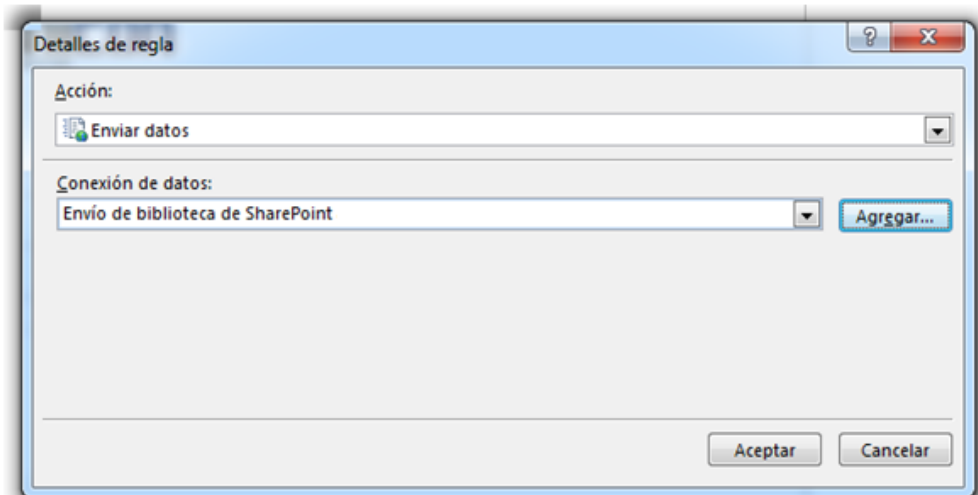 Detalles de regla
?
Acción:
Enviar datos
Conexión de datos:
Envío de biblioteca de SharePoint
Agregar...
Aceptar
Cancelar